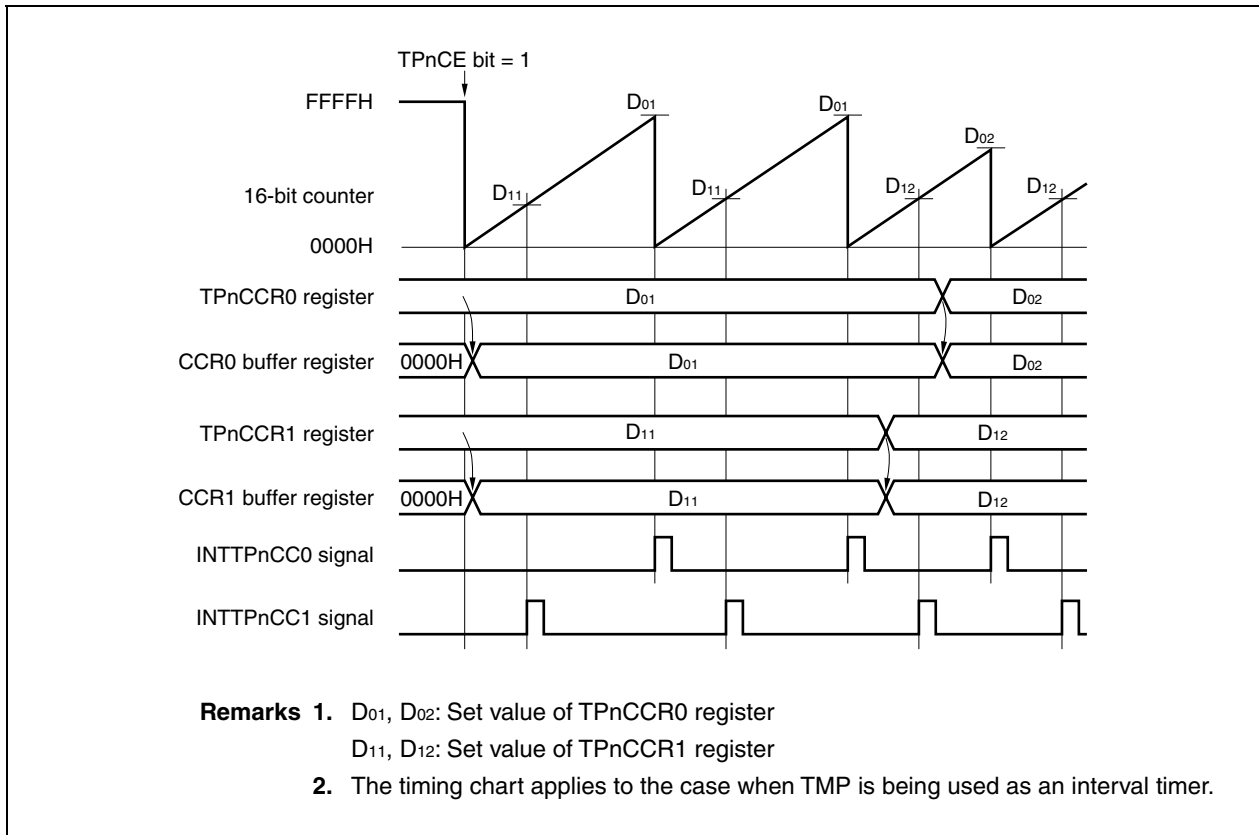 TPnCE bit = 1
FFFFH
D01 D01
D02
16-bit counter
D11 D11 D12 D12
0000H
TPnCCR0 register D01 D02
CCR0 buffer register 0000H D01 D02
TPnCCR1 register D11 D12
CCR1 buffer register 0000H D11 D12
INTTPnCC0 signal
INTTPnCC1 signal
Remarks 1. D01, D02: Set value of TPnCCR0 register
D11, D12: Set value of TPnCCR1 register
2. The timing chart applies to the case when TMP is being used as an interval timer.